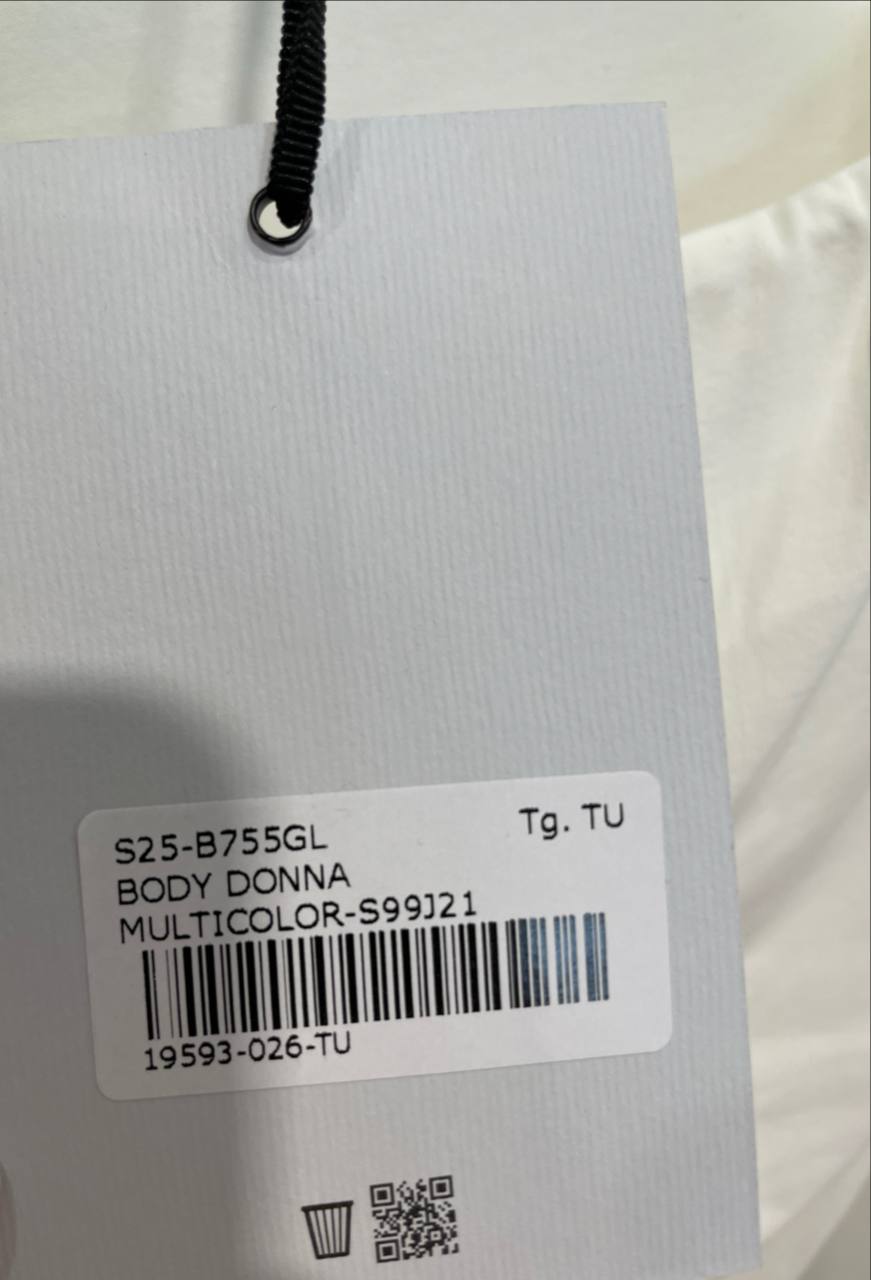 S25-B755GL
Tg. TU
BODY DONNA
MULTICOLOR-S99J21
19593-026-TU